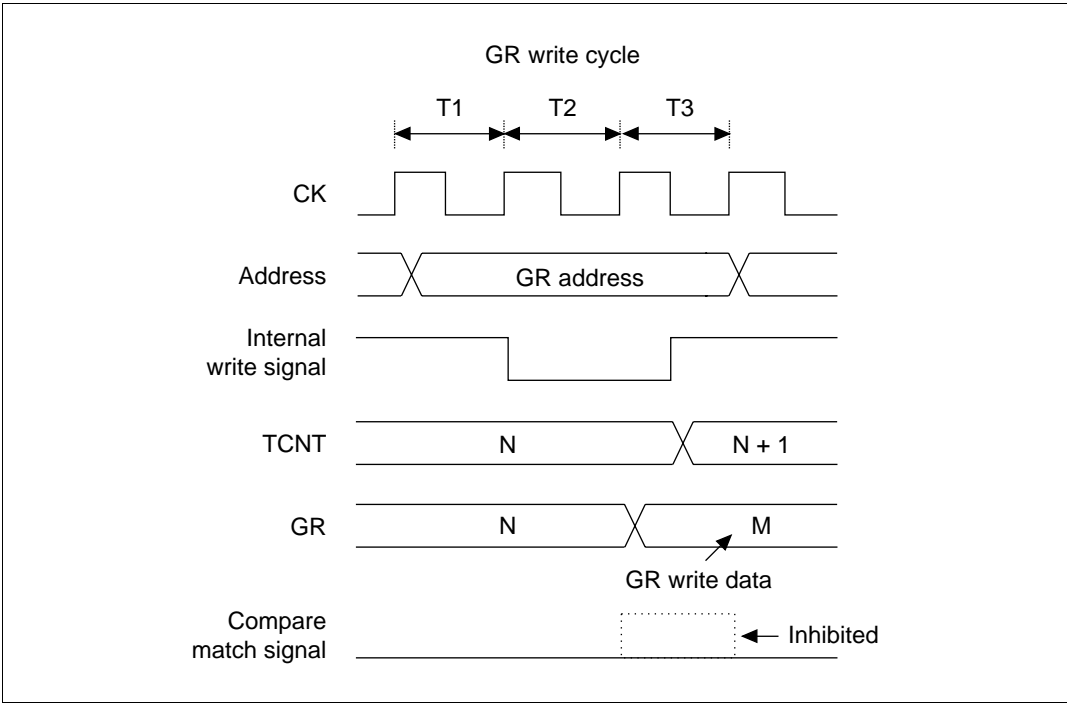 GR write cycle
T1 T2 T3
CK
Address GR address
Internal
write signal
TCNT N N + 1
GR N M
GR write data
Compare
match signal
Inhibited